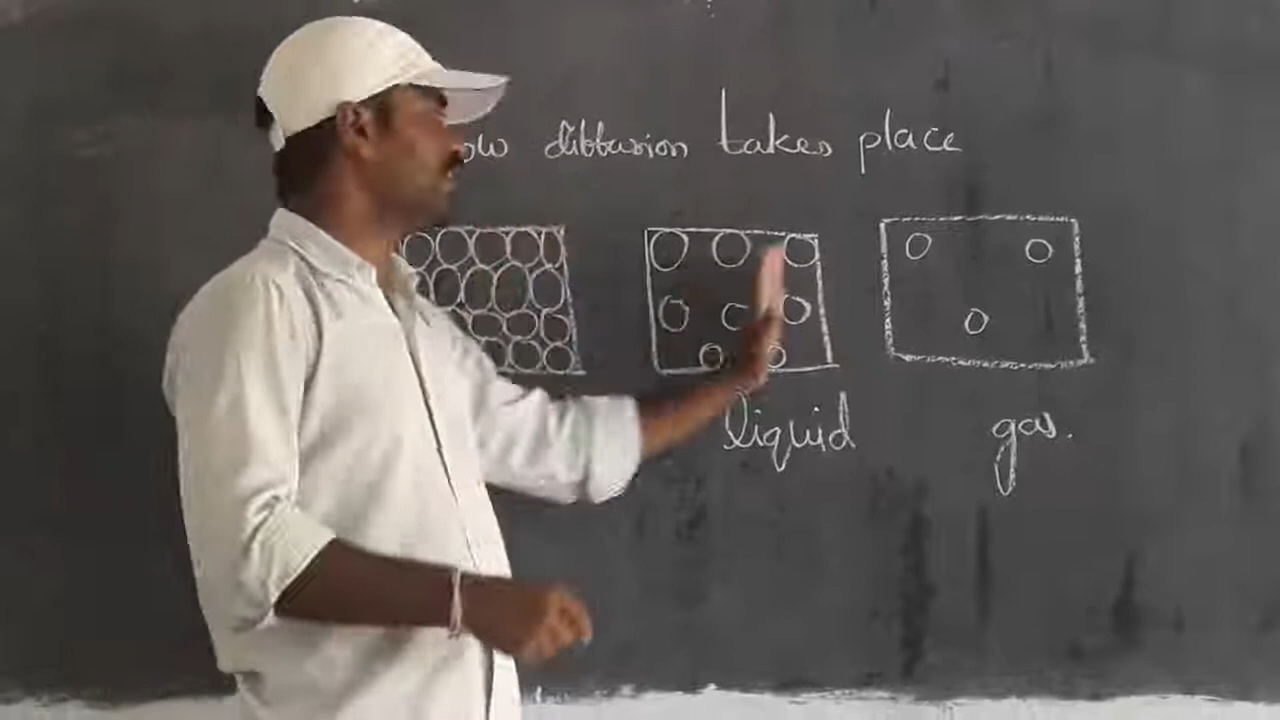 ow diffusion takes place
liquid
gas.